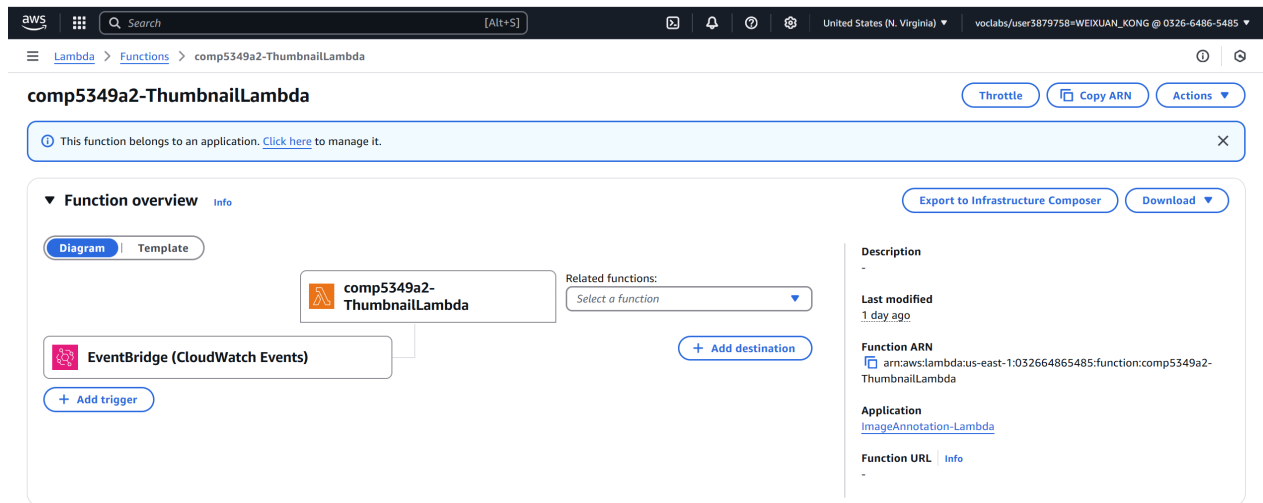 aws
Search
[Alt+S]
United States (N. Virginia)
voclabs/user3879758=WEIXUAN_KONG @ 0326-6486-5485
Lambda > Functions > comp5349a2-ThumbnailLambda
comp5349a2-ThumbnailLambda
Throttle
Copy ARN
Actions
This function belongs to an application. Click here to manage it.
Function overview
Info
Export to Infrastructure Composer
Download
Diagram
Template
comp5349a2-
ThumbnailLambda
Related functions:
Select a function
EventBridge (CloudWatch Events)
+ Add destination
+ Add trigger
Description
-
Last modified
1 day ago
Function ARN
arn:aws:lambda:us-east-1:032664865485:function:comp5349a2-
ThumbnailLambda
Application
ImageAnnotation-Lambda
Function URL
Info
-